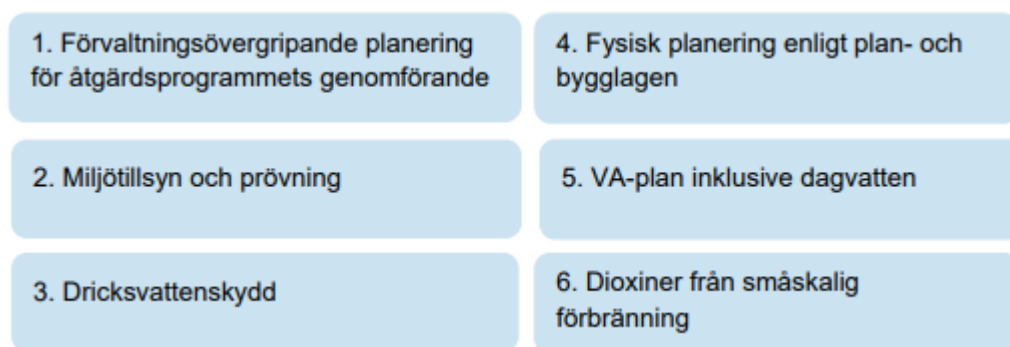 1. Förvaltningsövergripande planering
för åtgärdsprogrammets genomförande
2. Miljötillsyn och prövning
3. Dricksvattenskydd
4. Fysisk planering enligt plan- och
bygglagen
5. VA-plan inklusive dagvatten
6. Dioxiner från småskalig
förbränning